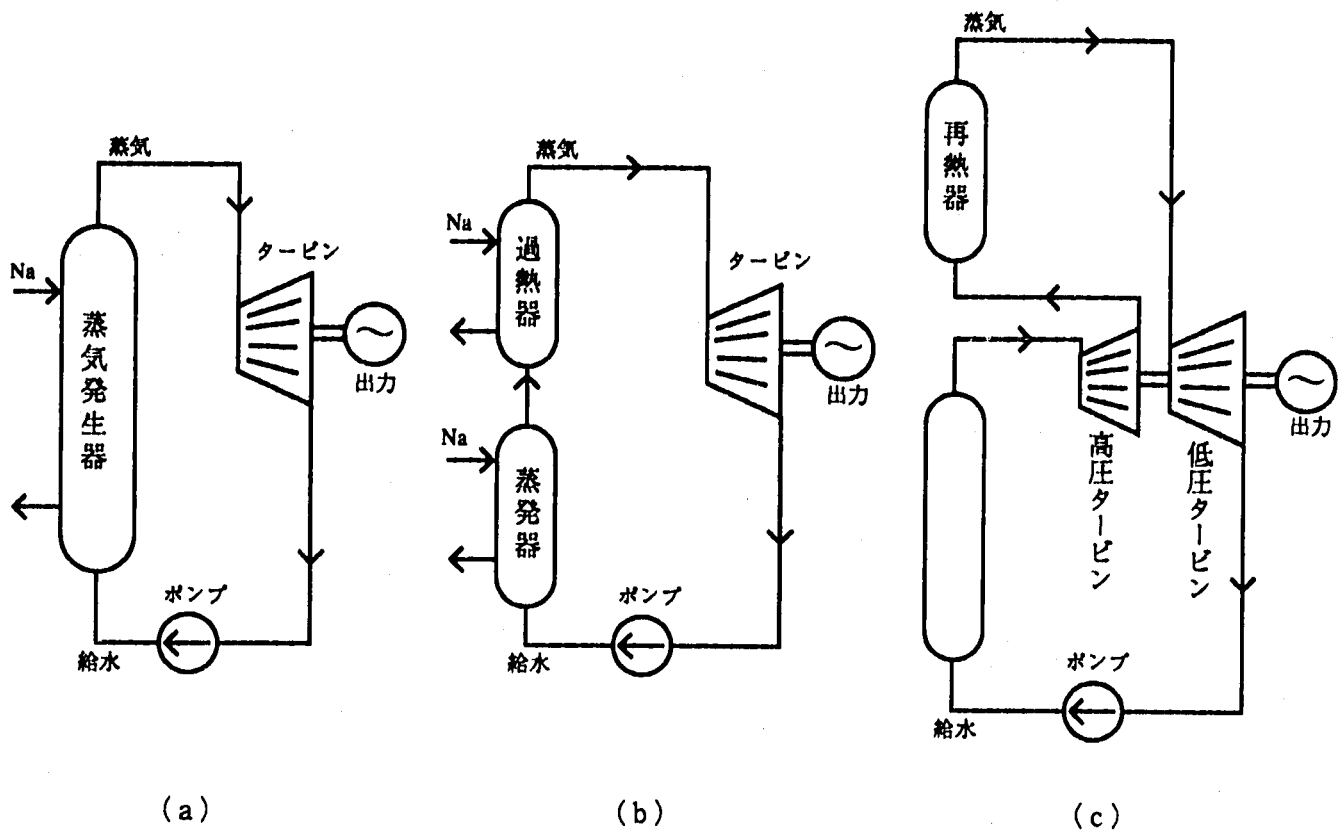 蒸気
Na
蒸気発生器
タービン
出力
ポンプ
給水
(a)
蒸気
Na
過熱器
Na
蒸発器
タービン
出力
ポンプ
給水
(b)
蒸気
再熱器
高圧タービン
低圧タービン
出力
ポンプ
給水
(c)